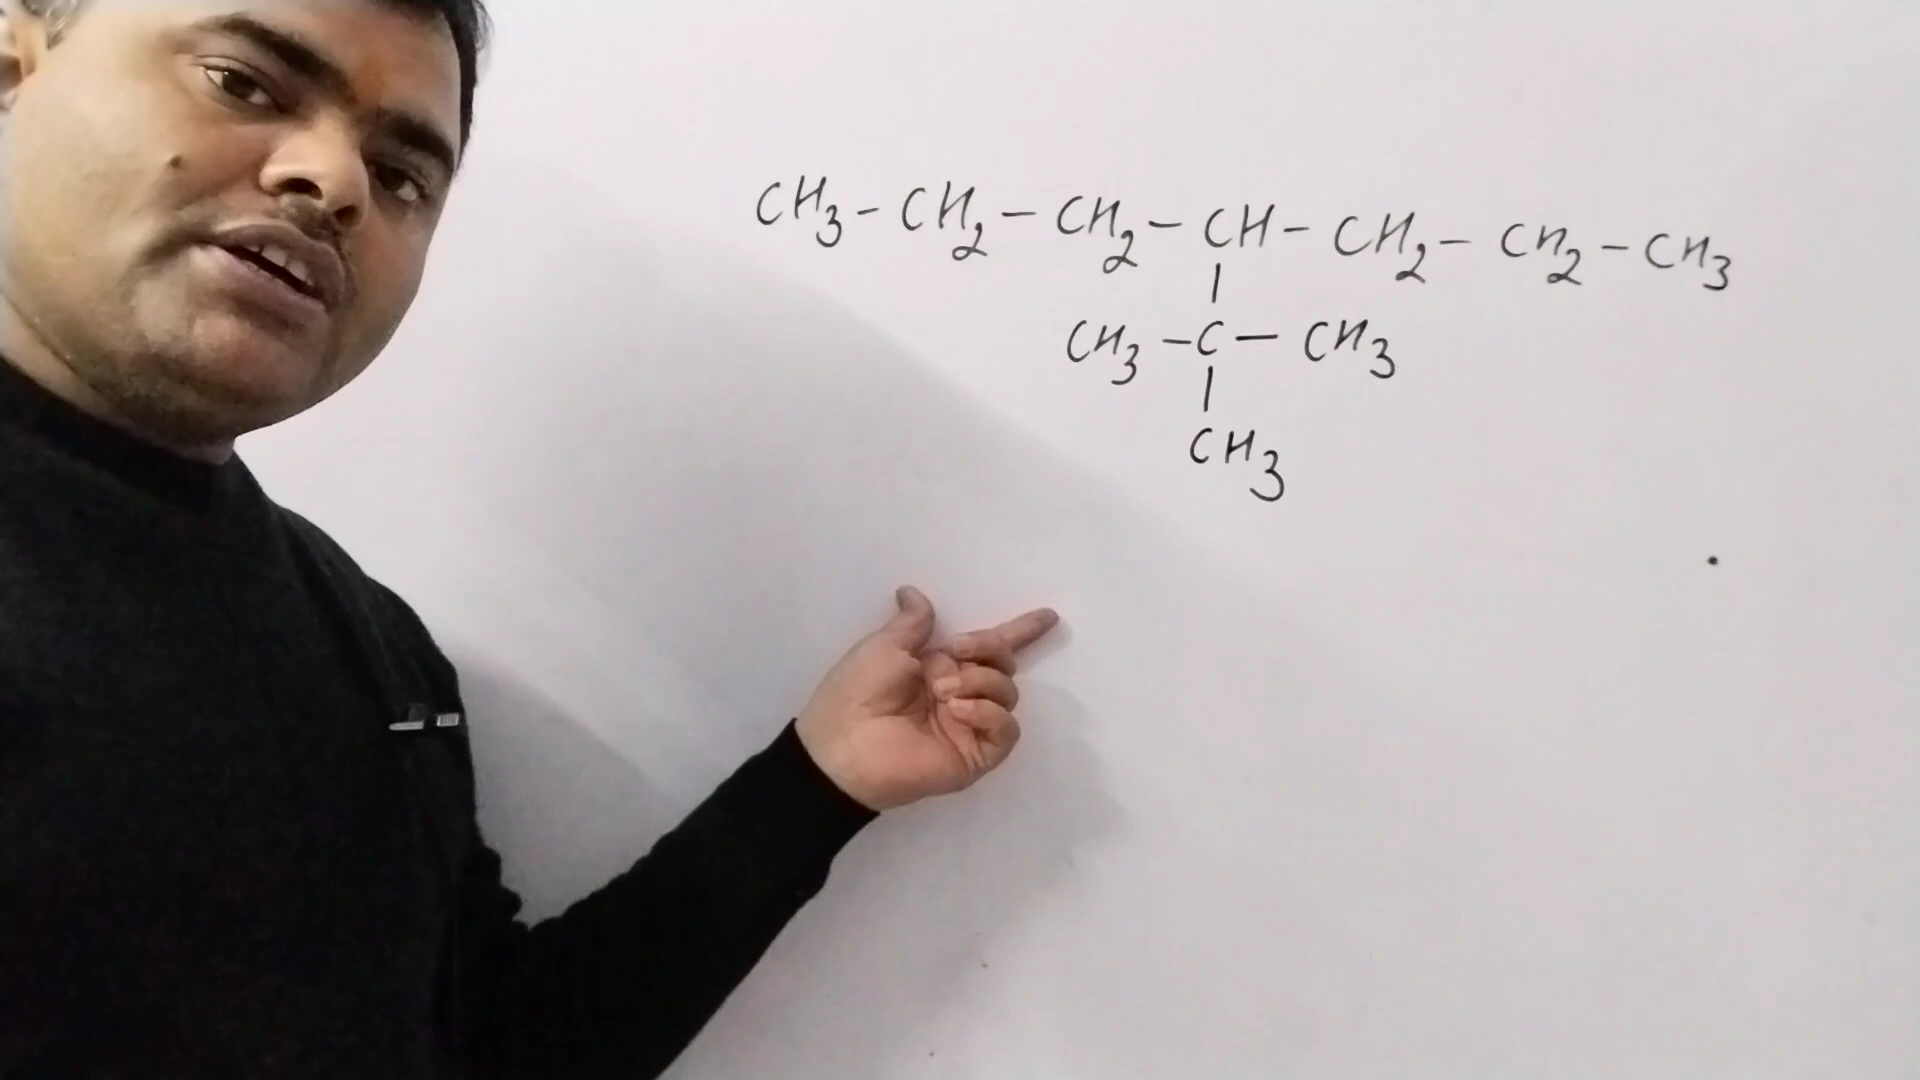 CH3 - CH2 - CH2 - CH - CH2 - CH2 - CH3
|
CH3 - C - CH3
|
CH3